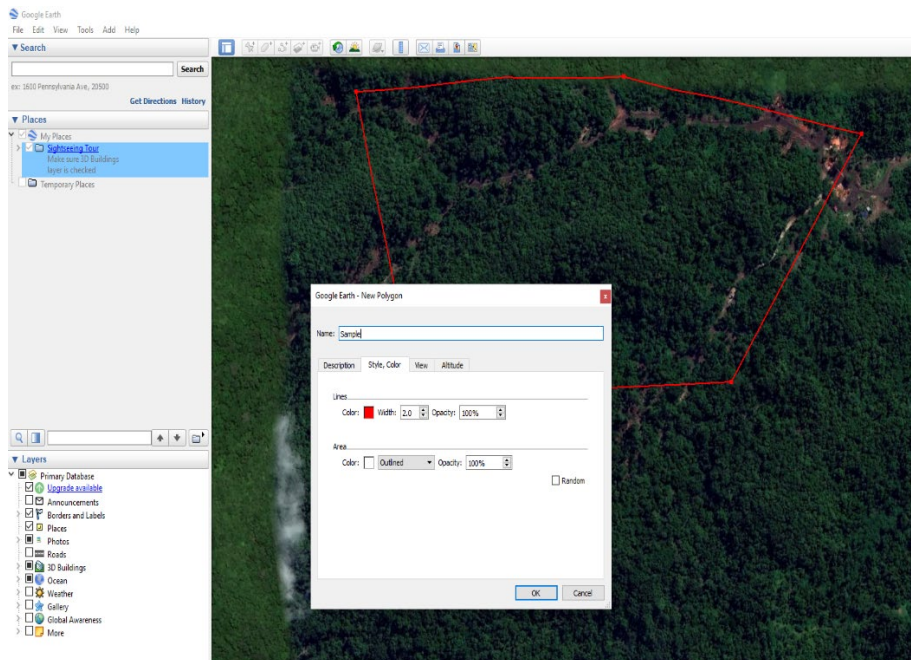 Google Earth
File Edit View Tools Add Help
▼ Search
Search
ex: 1600 Pennsylvania Ave, 20500
Get Directions History
▼ Places
My Places
Sightseeing Tour
Make sure 3D Buildings
layer is checked
Temporary Places
▼ Layers
Primary Database
Upgrade available
Announcements
Borders and Labels
Places
Photos
Roads
3D Buildings
Ocean
Weather
Gallery
Global Awareness
More
Google Earth - New Polygon
Name: Sample
Description Style, Color View Altitude
Lines
Color: Width: 2.0 Opacity: 100%
Area
Color: Outlined Opacity: 100%
Random
OK Cancel